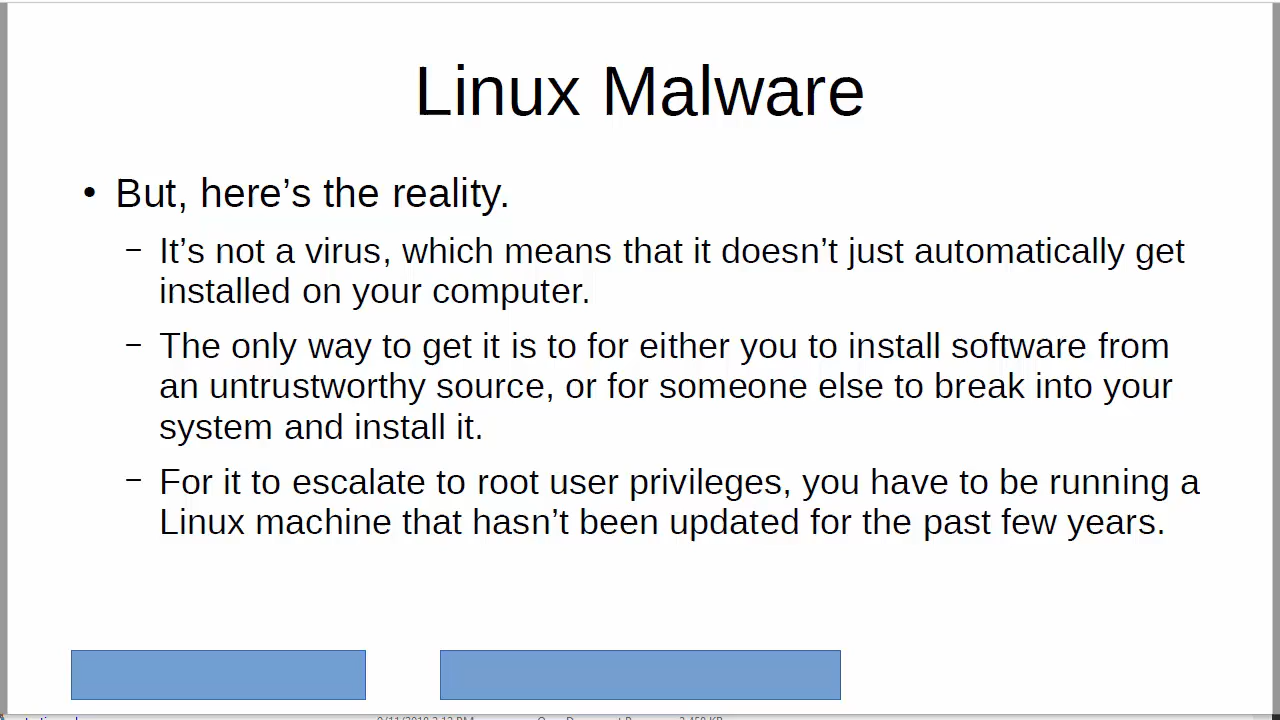 Linux Malware
• But, here’s the reality.
– It’s not a virus, which means that it doesn’t just automatically get
installed on your computer.
– The only way to get it is to for either you to install software from
an untrustworthy source, or for someone else to break into your
system and install it.
– For it to escalate to root user privileges, you have to be running a
Linux machine that hasn’t been updated for the past few years.